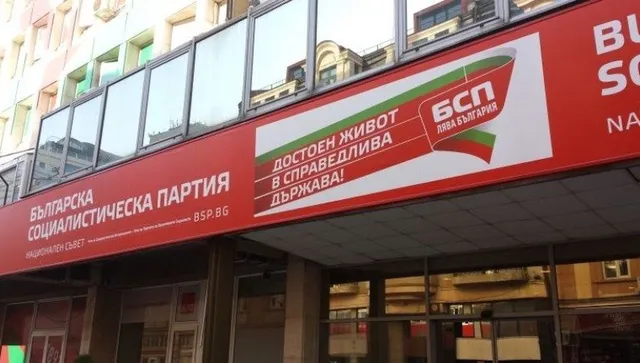 БЪЛГАРСКА
СОЦИАЛИСТИЧЕСКА ПАРТИЯ
НАЦИОНАЛЕН СЪВЕТ
BSP.BG
ДОСТОЕН ЖИВОТ
В СПРАВЕДЛИВА
ДЪРЖАВА!
БСП
ЛЯВА БЪЛГАРИЯ
BU
SO
NA